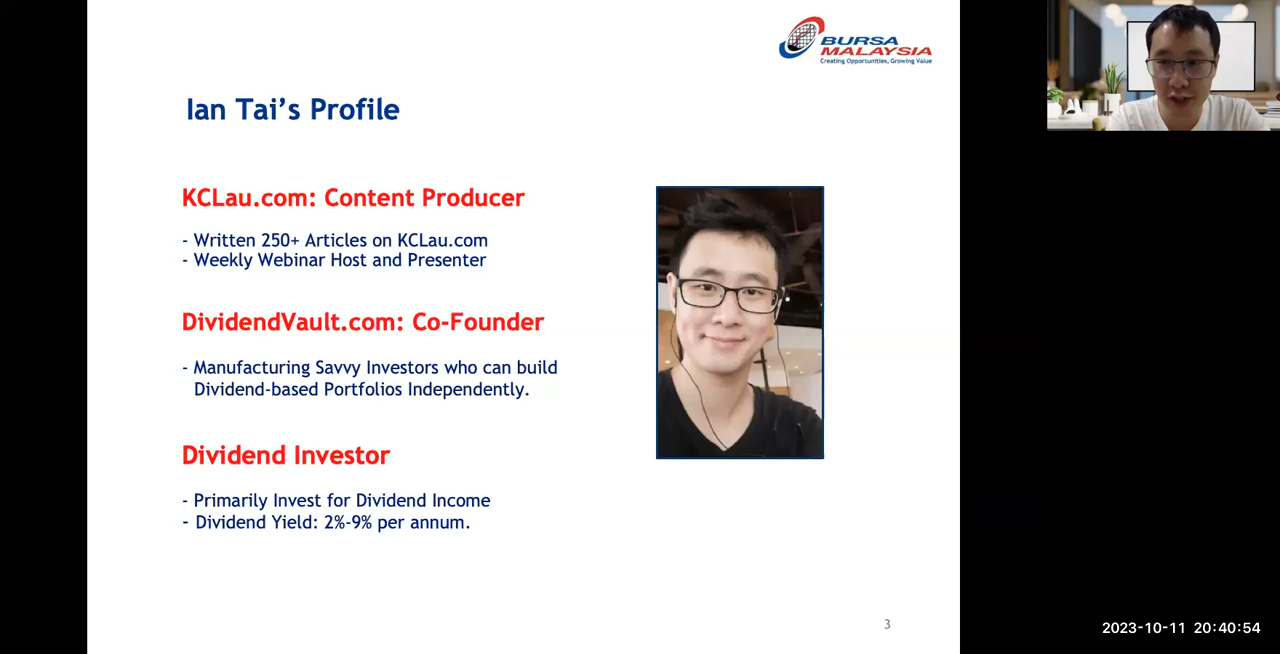 BURSA
MALAYSIA
Creating Opportunities, Growing Value
Ian Tai’s Profile
KCLau.com: Content Producer
- Written 250+ Articles on KCLau.com
- Weekly Webinar Host and Presenter
DividendVault.com: Co-Founder
- Manufacturing Savvy Investors who can build
Dividend-based Portfolios Independently.
Dividend Investor
- Primarily Invest for Dividend Income
- Dividend Yield: 2%-9% per annum.
3
2023-10-11 20:40:54